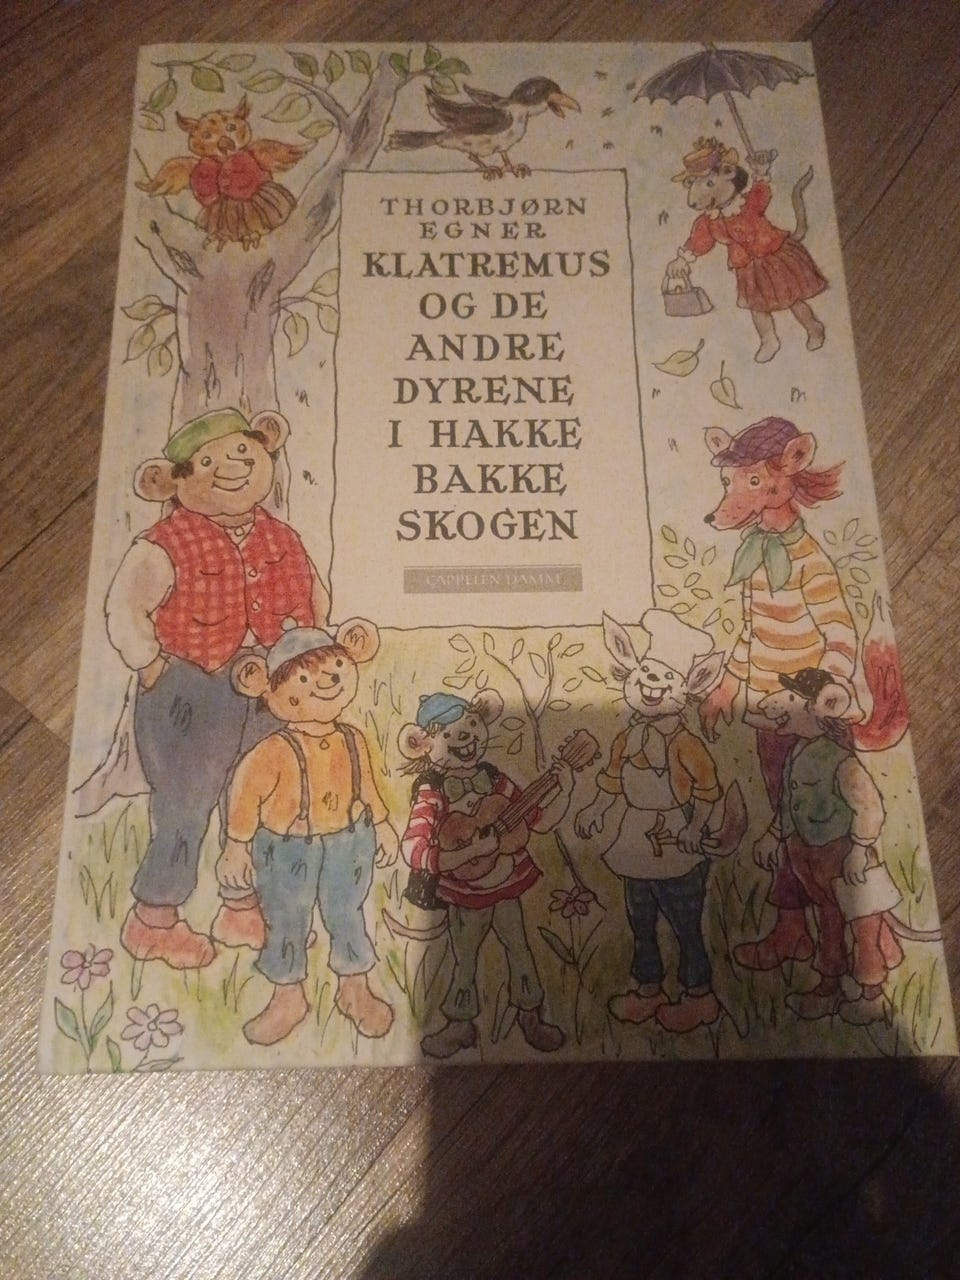 THORBJØRN
EGNER
KLATREMUS
OG DE
ANDRE
DYRENE
I HAKKE
BAKKE
SKOGEN
CAPPELEN DAMM